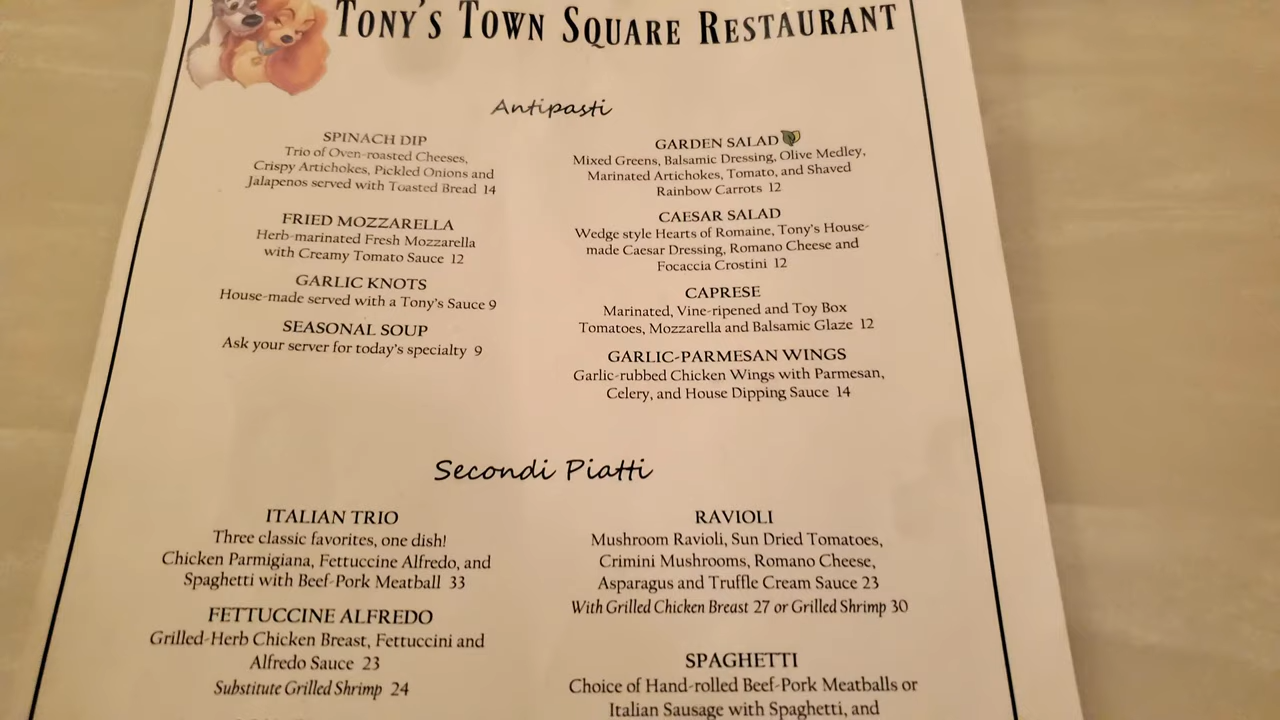 TONY'S TOWN SQUARE RESTAURANT
Antipasti
SPINACH DIP
Trio of Oven-roasted Cheeses,
Crispy Artichokes, Pickled Onions and
Jalapenos served with Toasted Bread 14
FRIED MOZZARELLA
Herb-marinated Fresh Mozzarella
with Creamy Tomato Sauce 12
GARLIC KNOTS
House-made served with a Tony's Sauce 9
SEASONAL SOUP
Ask your server for today's specialty 9
GARDEN SALAD
Mixed Greens, Balsamic Dressing, Olive Medley,
Marinated Artichokes, Tomato, and Shaved
Rainbow Carrots 12
CAESAR SALAD
Wedge style Hearts of Romaine, Tony's House-
made Caesar Dressing, Romano Cheese and
Focaccia Crostini 12
CAPRESE
Marinated, Vine-ripened and Toy Box
Tomatoes, Mozzarella and Balsamic Glaze 12
GARLIC-PARMESAN WINGS
Garlic-rubbed Chicken Wings with Parmesan,
Celery, and House Dipping Sauce 14
Secondi Piatti
ITALIAN TRIO
Three classic favorites, one dish!
Chicken Parmigiana, Fettuccine Alfredo, and
Spaghetti with Beef-Pork Meatball 33
FETTUCCINE ALFREDO
Grilled-Herb Chicken Breast, Fettuccini and
Alfredo Sauce 23
Substitute Grilled Shrimp 24
RAVIOLI
Mushroom Ravioli, Sun Dried Tomatoes,
Crimini Mushrooms, Romano Cheese,
Asparagus and Truffle Cream Sauce 23
With Grilled Chicken Breast 27 or Grilled Shrimp 30
SPAGHETTI
Choice of Hand-rolled Beef-Pork Meatballs or
Italian Sausage with Spaghetti, and